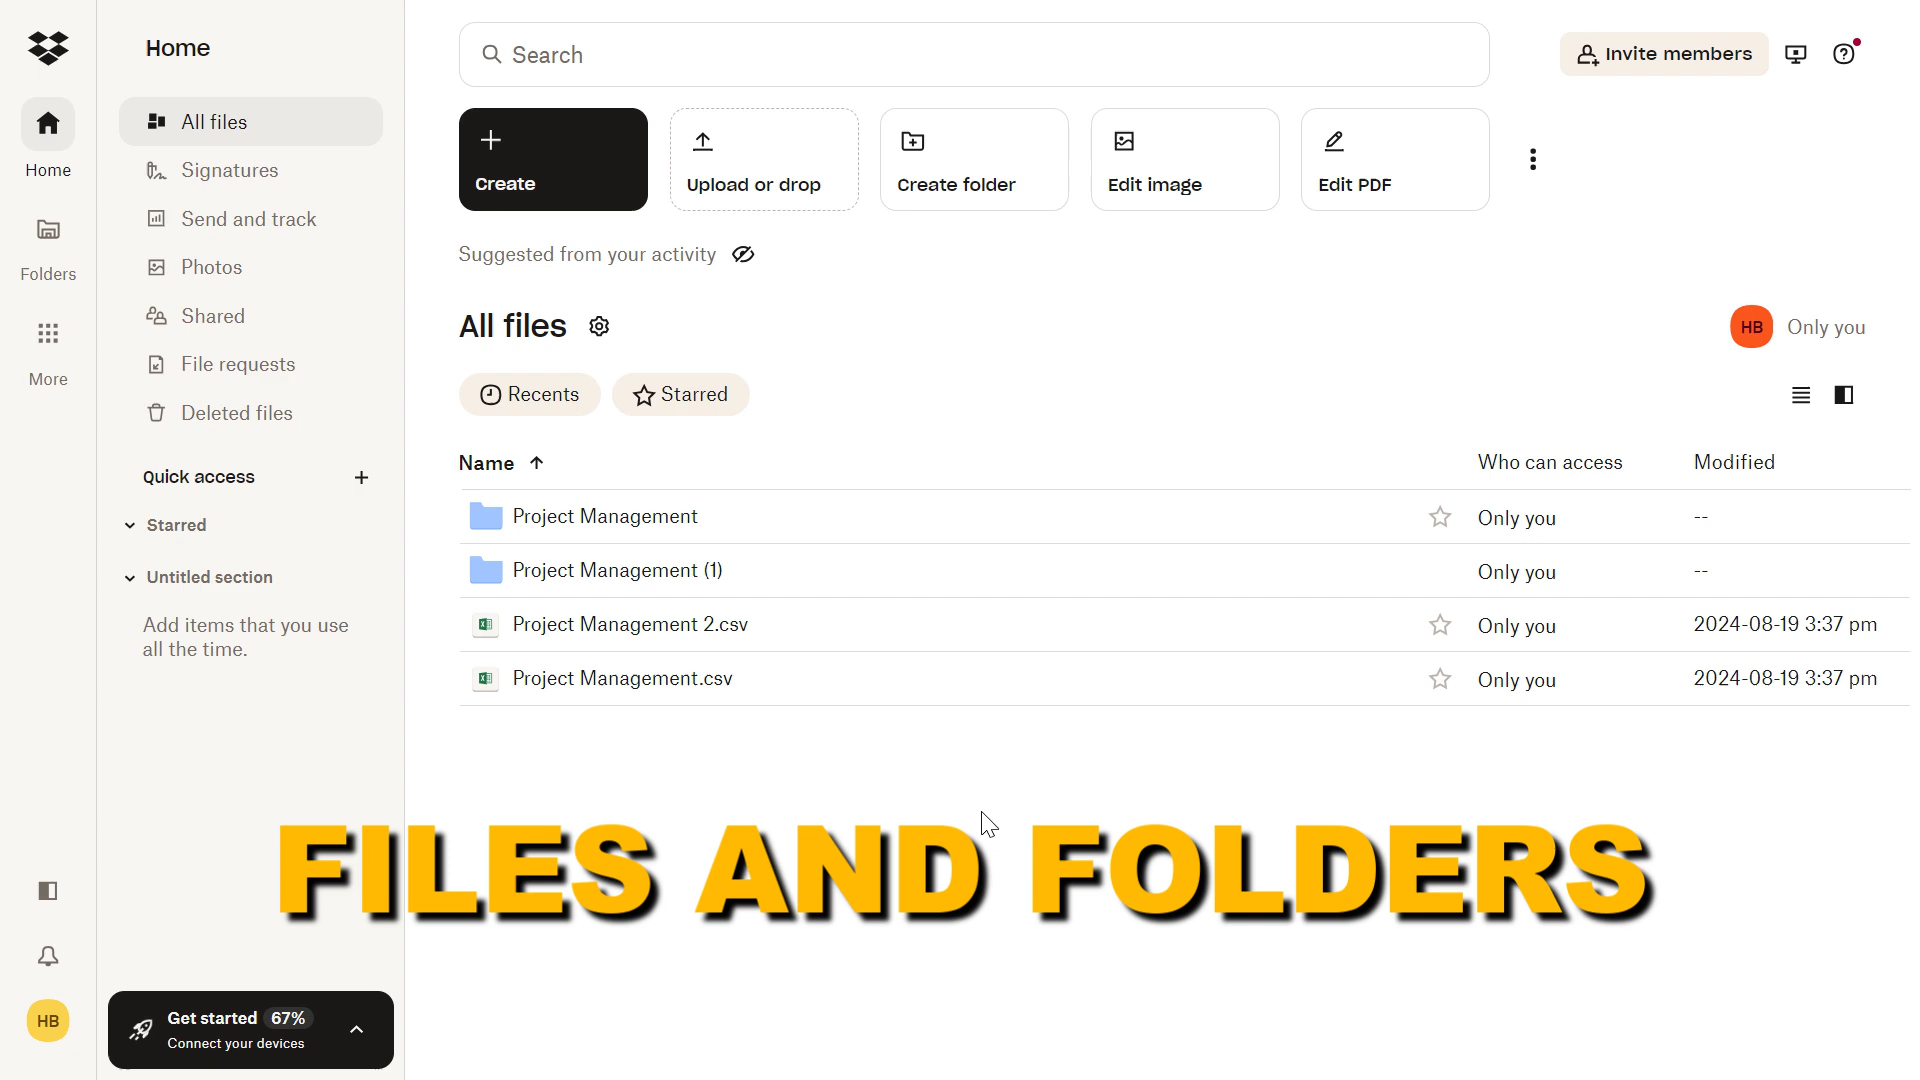 Home
Home
Folders
More
HB
All files
Signatures
Send and track
Photos
Shared
File requests
Deleted files
Quick access
Starred
Untitled section
Add items that you use
all the time.
Get started 67%
Connect your devices
Search
Invite members
Create
Upload or drop
Create folder
Edit image
Edit PDF
Suggested from your activity
All files
HB Only you
Recents
Starred
Name Who can access Modified
Project Management Only you --
Project Management (1) Only you --
Project Management 2.csv Only you 2024-08-19 3:37 pm
Project Management.csv Only you 2024-08-19 3:37 pm
FILES AND FOLDERS